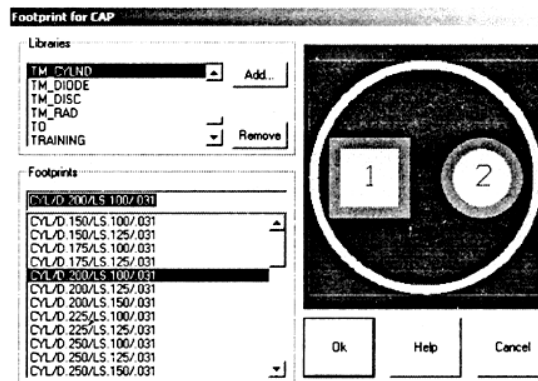 Footprint for CAP
Libraries
TM_CYLND
TM_DIODE
TM_DISC
TM_RAD
TO
TRAINING
Add...
Remove
Footprints
CYL/D.200/LS.100/.031
CYL/D.150/LS.100/.031
CYL/D.150/LS.125/.031
CYL/D.175/LS.100/.031
CYL/D.175/LS.125/.031
CYL/D.200/LS.100/.031
CYL/D.200/LS.125/.031
CYL/D.200/LS.150/.031
CYL/D.225/LS.100/.031
CYL/D.225/LS.125/.031
CYL/D.250/LS.100/.031
CYL/D.250/LS.125/.031
CYL/D.250/LS.150/.031
1 2
Ok Help Cancel